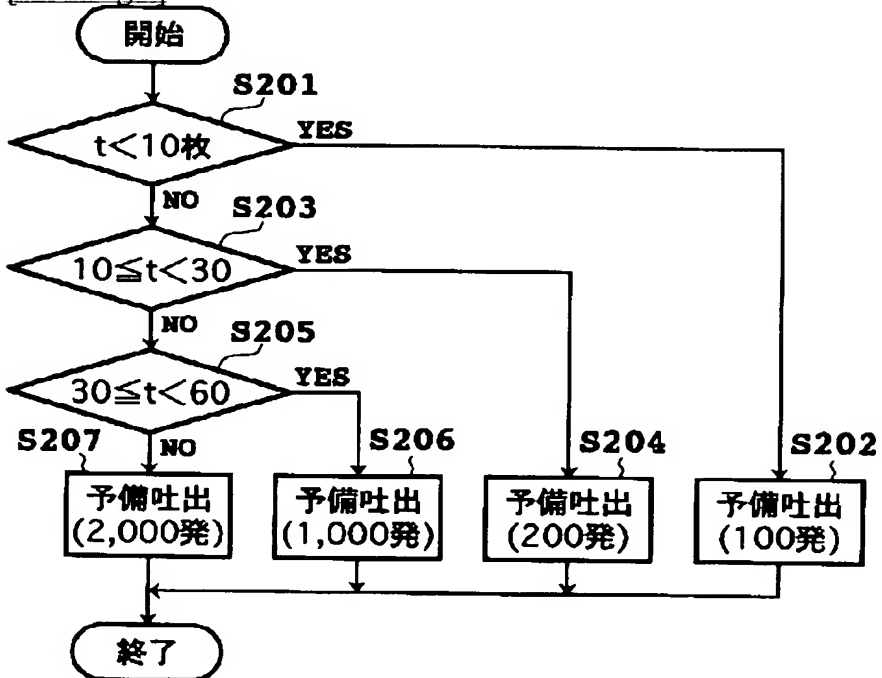 開始
S201
t<10枚
YES
NO
S203
10≦t<30
YES
NO
S205
30≦t<60
YES
NO
S207
予備吐出
(2,000発)
S206
予備吐出
(1,000発)
S204
予備吐出
(200発)
S202
予備吐出
(100発)
終了